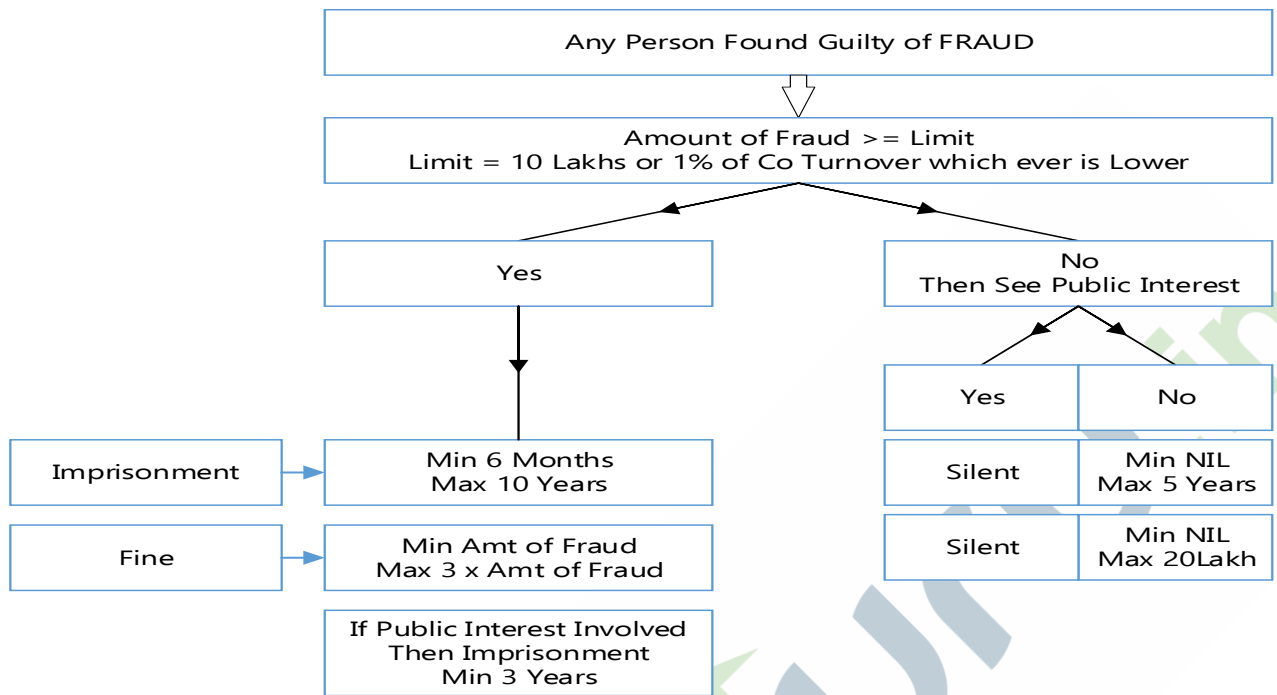 Any Person Found Guilty of FRAUD
Amount of Fraud >= Limit
Limit = 10 Lakhs or 1% of Co Turnover which ever is Lower
Yes
No
Then See Public Interest
Yes
No
Imprisonment
Min 6 Months
Max 10 Years
Silent
Min NIL
Max 5 Years
Fine
Min Amt of Fraud
Max 3 x Amt of Fraud
Silent
Min NIL
Max 20Lakh
If Public Interest Involved
Then Imprisonment
Min 3 Years